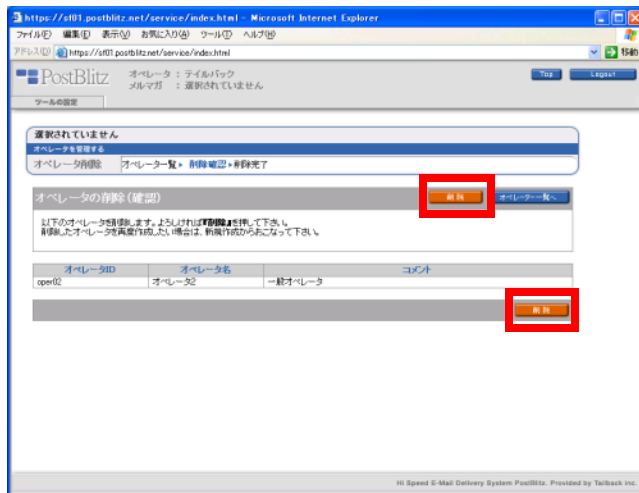 https://sf01.postblitz.net/service/index.html - Microsoft Internet Explorer
ファイル(F) 編集(E) 表示(V) お気に入り(A) ツール(T) ヘルプ(H)
アドレス(D) https://sf01.postblitz.net/service/index.html 移動
PostBlitz オペレータ : テイルバック Top Logout
メルマガ : 選択されていません
ツールの設定
選択されていません
オペレータを管理する
オペレータ削除 オペレーター覧 ▶ 削除確認 ▶ 削除完了
オペレータの削除(確認) 削除 オペレーター一覧へ
以下のオペレータを削除します。よろしければ『削除』を押して下さい。
削除したオペレータを再度作成したい場合は、新規作成からおこなって下さい。
オペレータID オペレータ名 コメント
oper02 オペレータ2 一般オペレータ
削除
Hi Speed E-Mail Delivery System PostBlitz. Provided by Tailback inc.